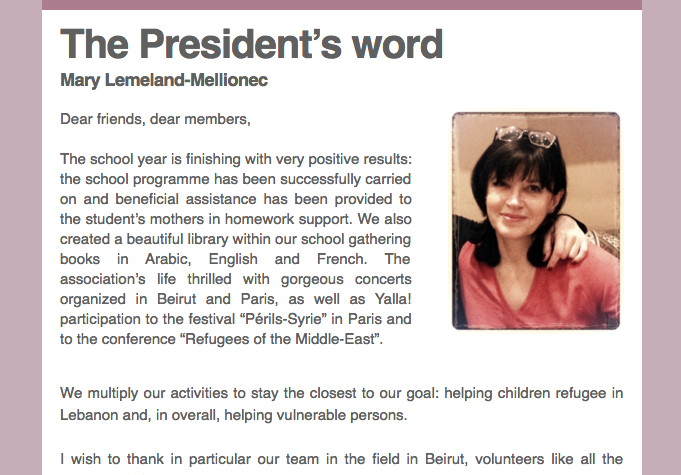 The President’s word
Mary Lemeland-Mellionec
Dear friends, dear members,
The school year is finishing with very positive results:
the school programme has been successfully carried
on and beneficial assistance has been provided to
the student’s mothers in homework support. We also
created a beautiful library within our school gathering
books in Arabic, English and French. The
association’s life thrilled with gorgeous concerts
organized in Beirut and Paris, as well as Yalla!
participation to the festival “Périls-Syrie” in Paris and
to the conference “Refugees of the Middle-East”.
We multiply our activities to stay the closest to our goal: helping children refugee in
Lebanon and, in overall, helping vulnerable persons.
I wish to thank in particular our team in the field in Beirut, volunteers like all the